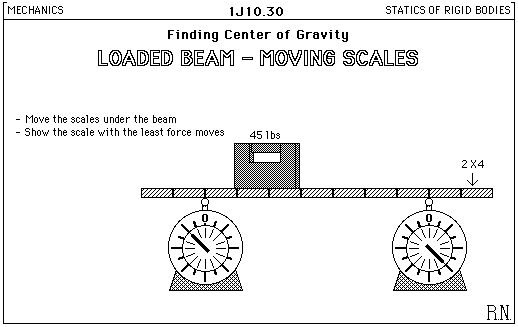 MECHANICS 1J10.30 STATICS OF RIGID BODIES
Finding Center of Gravity
LOADED BEAM – MOVING SCALES
- Move the scales under the beam
- Show the scale with the least force moves
45 lbs
2 X 4
0 0
R.N.